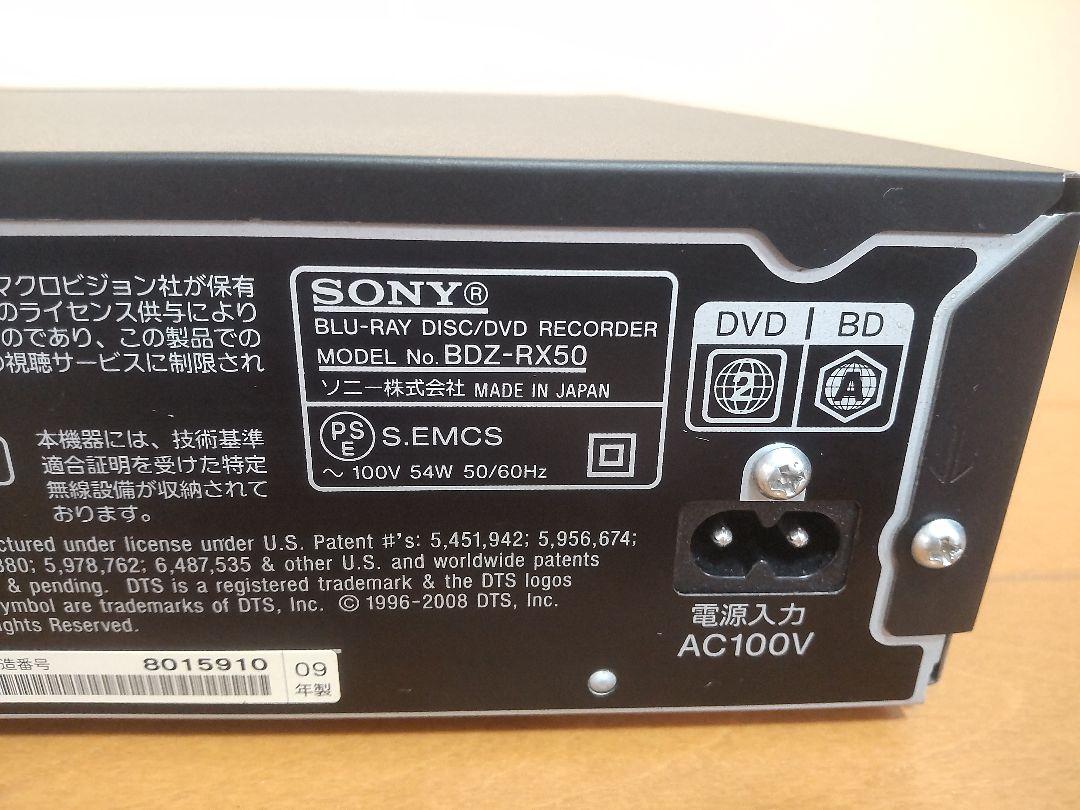 マクロビジョン社が保有
のライセンス供与により
のであり、この製品での
視聴サービスに制限され
本機器には、技術基準
適合証明を受けた特定
無線設備が収納されて
おります。
SONY®
BLU-RAY DISC/DVD RECORDER
MODEL No. BDZ-RX50
ソニー株式会社 MADE IN JAPAN
PSE S.EMCS
～ 100V 54W 50/60Hz
DVD BD
2 A
電源入力
AC100V
ctured under license under U.S. Patent #'s: 5,451,942; 5,956,674;
880; 5,978,762; 6,487,535 & other U.S. and worldwide patents
& pending. DTS is a registered trademark & the DTS logos
ymbol are trademarks of DTS, Inc. © 1996-2008 DTS, Inc.
ghts Reserved.
造番号 8015910 09
年製